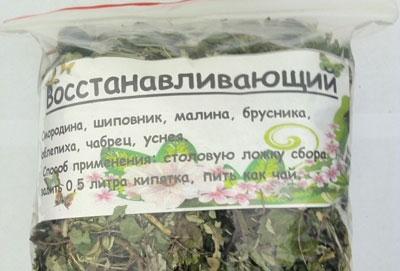 Восстанавливающий
Смородина, шиповник, малина, брусника,
облепиха, чабрец, уснея.
Способ применения: столовую ложку сбора
залить 0,5 литра кипятка, пить как чай.